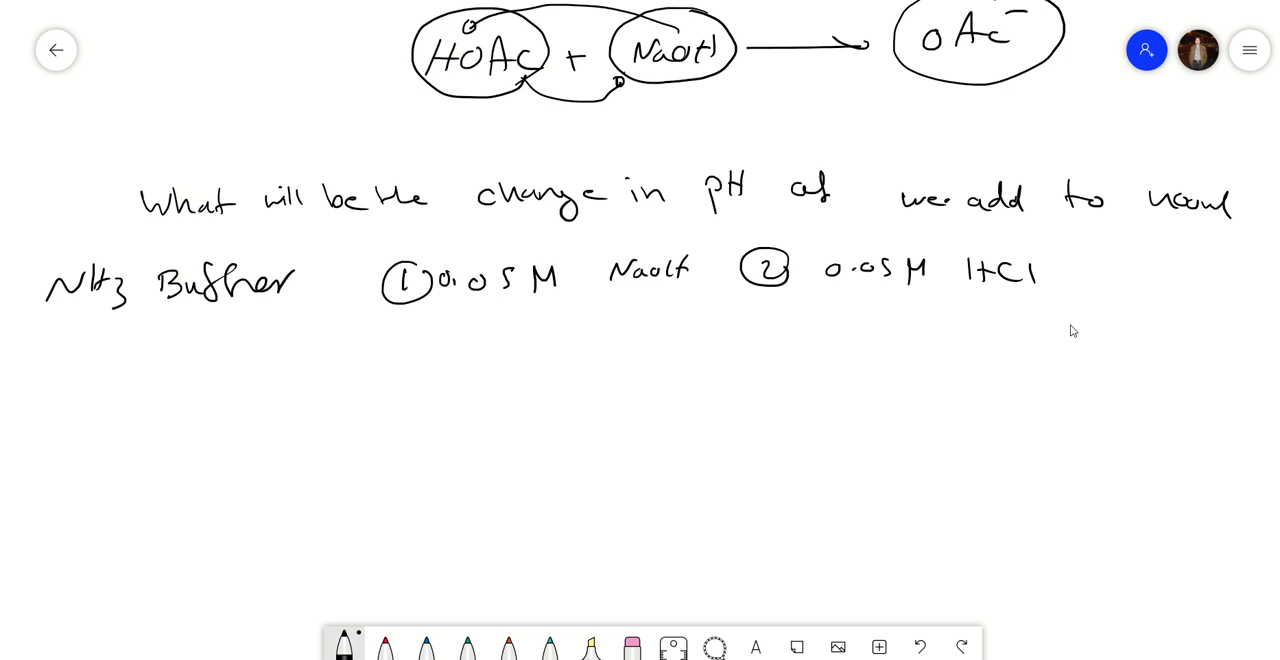 HOAc + NaOH → OAc⁻
What will be the change in pH of we add to
NH3 Buffer ① 0.05 M NaOH ② 0.05 M HCl
A